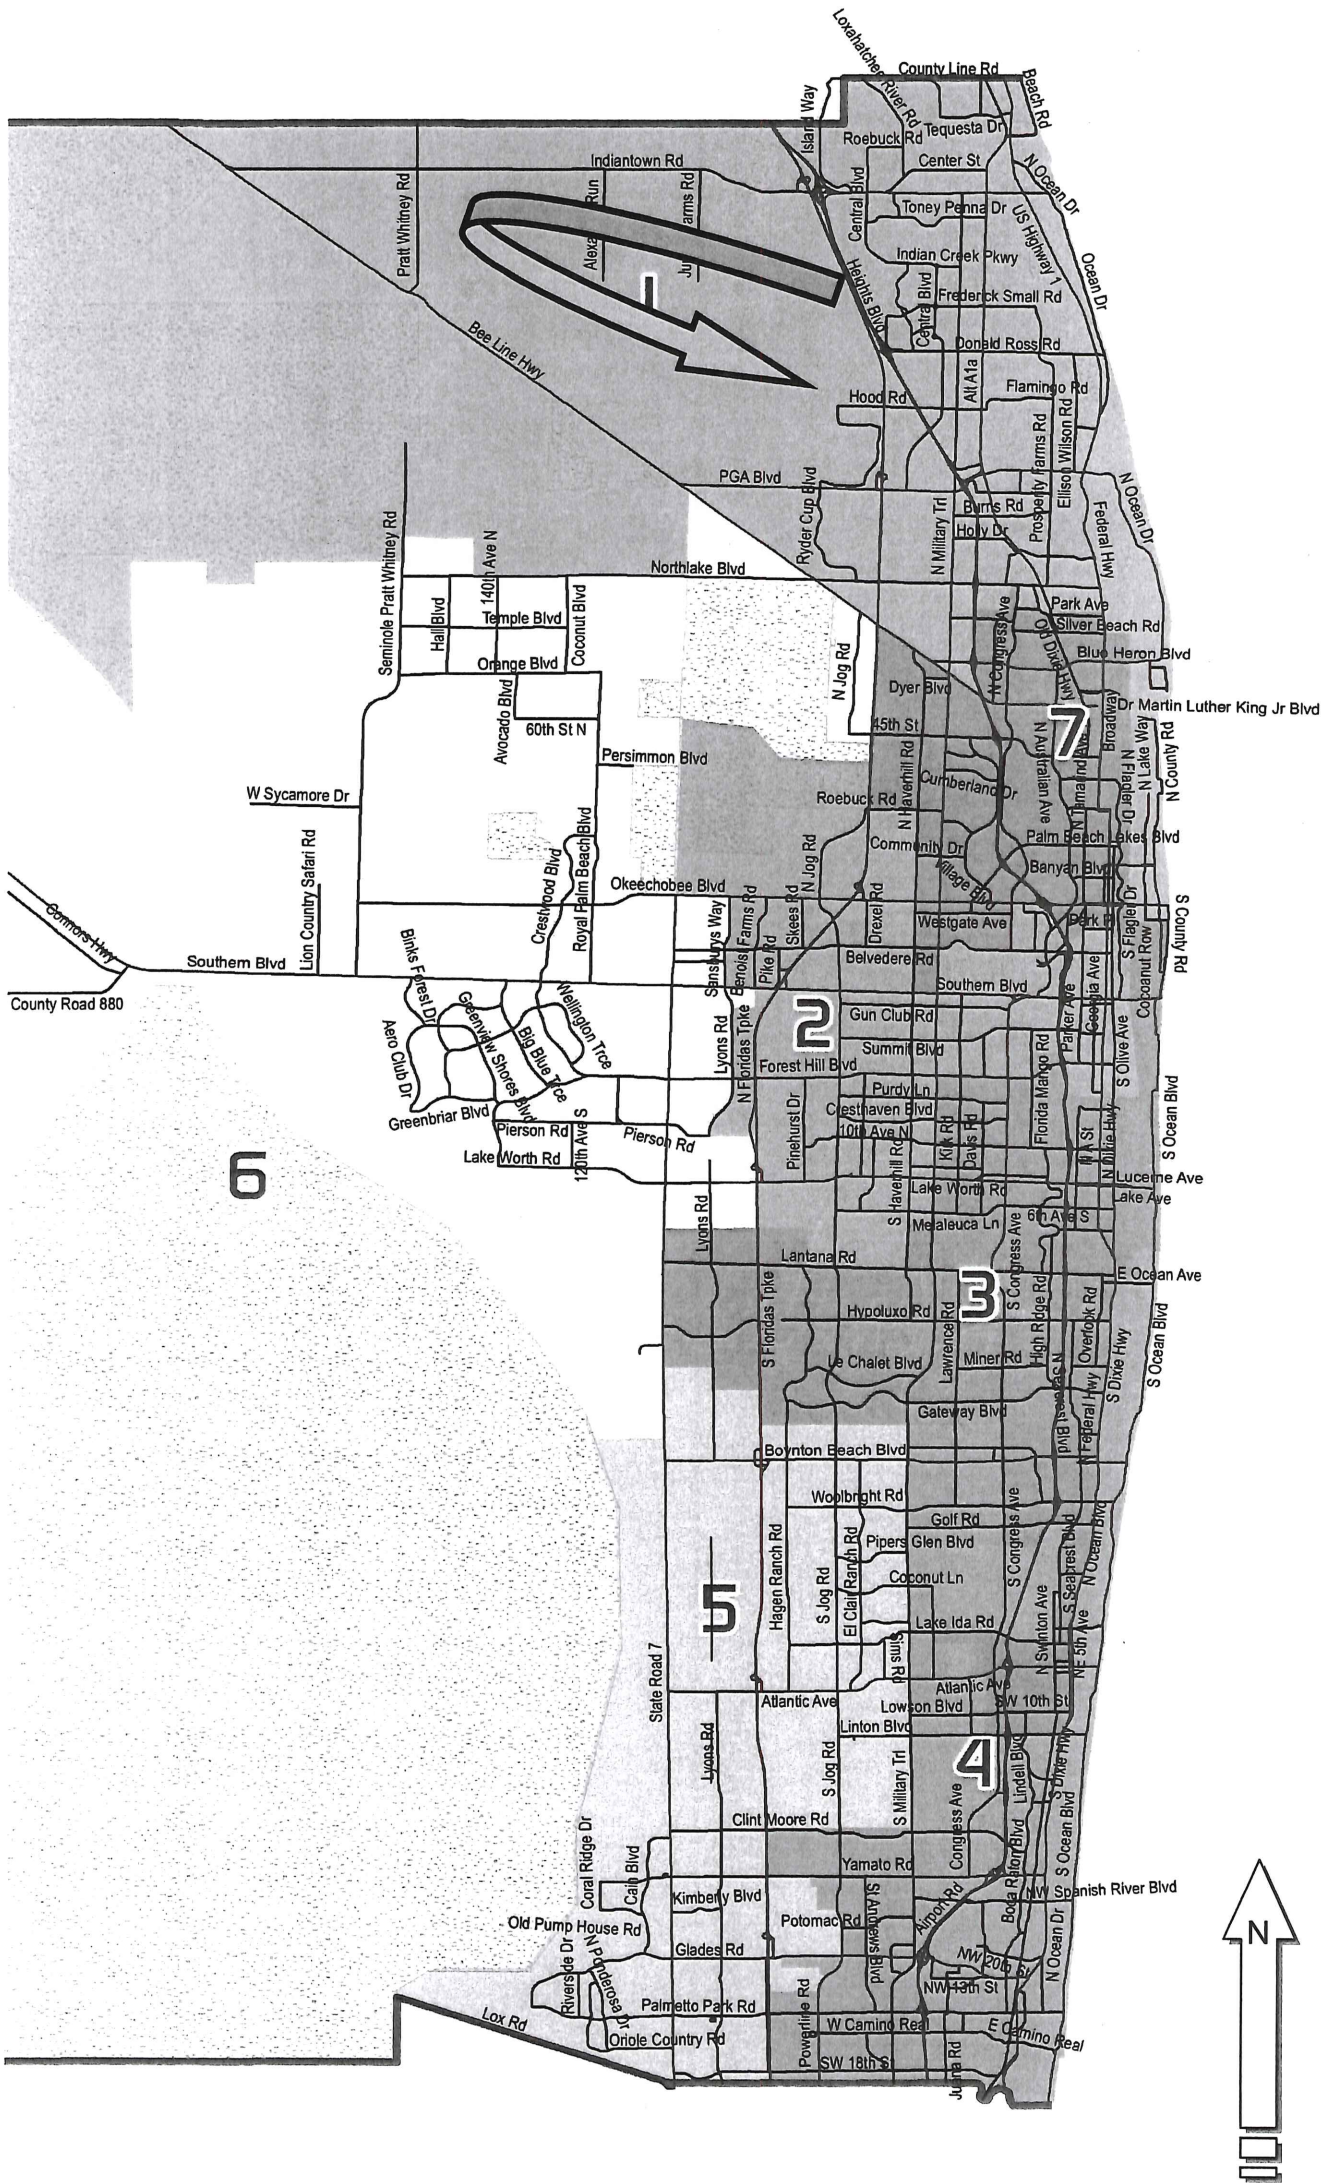 Loxahatchee River Rd
County Line Rd
Beach Rd
Island Way
Roebuck Rd
Tequesta Dr
Center St
Indiantown Rd
N Ocean Dr
Pratt Whitney Rd
Central Blvd
Toney Penna Dr
US Highway 1
Indian Creek Pkwy
Ocean Dr
1
Heights Blvd
Central Blvd
Frederick Small Rd
Bee Line Hwy
Donald Ross Rd
Alt A1a
Flamingo Rd
Hood Rd
Prosperity Farms Rd
Ellison Wilson Rd
PGA Blvd
Ryder Cup Blvd
N Military Trl
Burns Rd
Holly Dr
Federal Hwy
N Ocean Dr
Seminole Pratt Whitney Rd
140th Ave N
Northlake Blvd
Hall Blvd
Temple Blvd
Coconut Blvd
Orange Blvd
N Congress Ave
Park Ave
Silver Beach Rd
Old Dixie Hwy
Blue Heron Blvd
N Jog Rd
Dyer Blvd
Avocado Blvd
60th St N
45th St
7
Broadway
Dr Martin Luther King Jr Blvd
Persimmon Blvd
N Haverhill Rd
Cumberland Dr
N Australian Ave
N Tamarind Ave
N Flagler Dr
N Lake Way
N County Rd
W Sycamore Dr
Roebuck Rd
Lion Country Safari Rd
Crestwood Blvd
Royal Palm Beach Blvd
N Jog Rd
Community Dr
Village Blvd
Palm Beach Lakes Blvd
Banyan Blvd
Okeechobee Blvd
Connors Hwy
Sansburys Way
Benoist Farms Rd
Skees Rd
Pike Rd
Drexel Rd
Westgate Ave
Park Pl
S Flagler Dr
Cocoanut Row
S County Rd
Southern Blvd
Binks Forest Dr
Belvedere Rd
County Road 880
Southern Blvd
Greenview Shores Blvd
Big Blue Trce
Wellington Trce
Aero Club Dr
Lyons Rd
N Floridas Tpke
2
Gun Club Rd
Summit Blvd
Parker Ave
Georgia Ave
S Olive Ave
Forest Hill Blvd
Florida Mango Rd
Greenbriar Blvd
Pierson Rd
Pierson Rd
120th Ave S
Lake Worth Rd
Pinehurst Dr
Purdy Ln
Cresthaven Blvd
10th Ave N
Kirk Rd
Davis Rd
N A St
N Dixie Hwy
S Ocean Blvd
6
Lucerne Ave
S Haverhill Rd
Lake Worth Rd
Lake Ave
6th Ave S
Melaleuca Ln
Lyons Rd
Lantana Rd
S Congress Ave
E Ocean Ave
3
S Floridas Tpke
Hypoluxo Rd
Lawrence Rd
High Ridge Rd
Overlook Rd
Le Chalet Blvd
Miner Rd
N Seacrest Blvd
S Dixie Hwy
S Ocean Blvd
Gateway Blvd
N Federal Hwy
Boynton Beach Blvd
Woolbright Rd
Golf Rd
S Congress Ave
Hagen Ranch Rd
S Jog Rd
El Clair Ranch Rd
Pipers Glen Blvd
Coconut Ln
S Seacrest Blvd
N Ocean Blvd
5
Lake Ida Rd
Sims Rd
N Swinton Ave
NE 5th Ave
State Road 7
Atlantic Ave
Atlantic Ave
Lowson Blvd
SW 10th St
Linton Blvd
Lyons Rd
S Jog Rd
S Military Trl
4
Lindell Blvd
S Dixie Hwy
S Ocean Blvd
Clint Moore Rd
Congress Ave
Coral Ridge Dr
Cain Blvd
Yamato Rd
Boca Raton Blvd
NW Spanish River Blvd
Kimberly Blvd
Old Pump House Rd
Potomac Rd
St Andrews Blvd
Airport Rd
Glades Rd
NW 20th St
N Ocean Dr
Riverside Dr
N Ponderosa Dr
NW 13th St
Palmetto Park Rd
Powerline Rd
Lox Rd
W Camino Real
E Camino Real
Oriole Country Rd
SW 18th S
Juana Rd
N